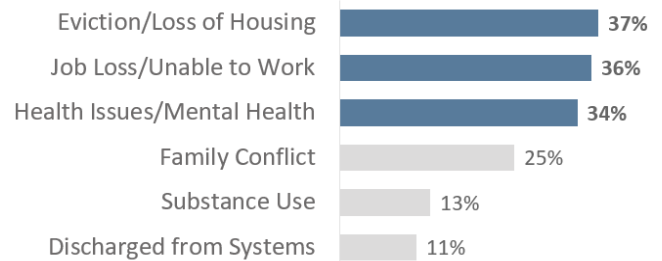 Eviction/Loss of Housing 37%
Job Loss/Unable to Work 36%
Health Issues/Mental Health 34%
Family Conflict 25%
Substance Use 13%
Discharged from Systems 11%